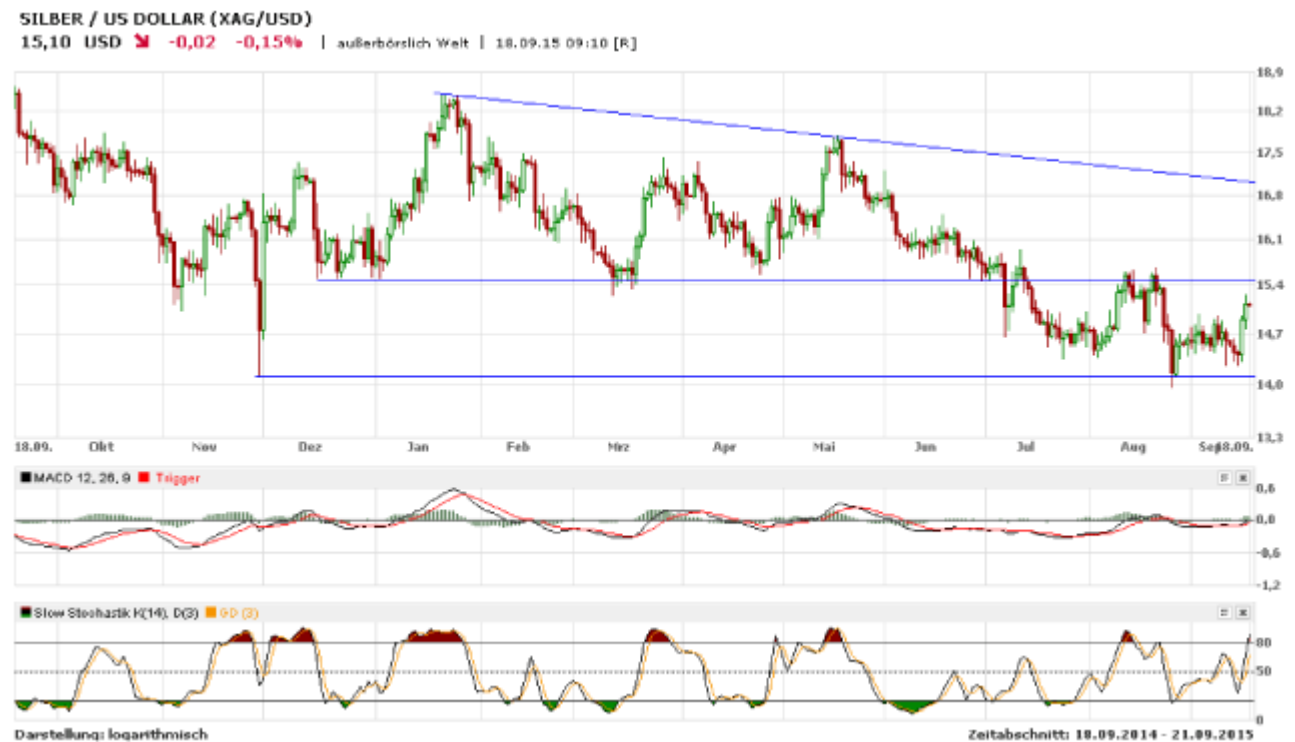 SILBER / US DOLLAR (XAG/USD)
15,10 USD -0,02 -0,15% | außerbörslich Welt | 18.09.15 09:10 [R]
18,9
18,2
17,5
16,8
16,1
15,4
14,7
14,0
13,3
18.09. Okt Nov Dez Jan Feb Mrz Apr Mai Jun Jul Aug 18.09.
MACD 12, 26, 9 Trigger
0,6
0,0
-0,6
-1,2
Slow Stochastik K(14), D(3) GD (3)
80
50
0
Darstellung: logarithmisch Zeitabschnitt: 18.09.2014 - 21.09.2015